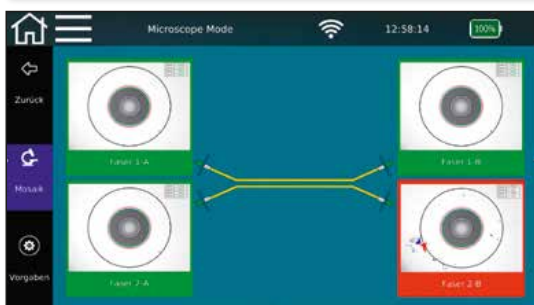 Microscope Mode
12:58:14
100%
Zurück
Mosaik
Vorgaben
Faser 1-A
Faser 1-B
Faser 2-A
Faser 2-B